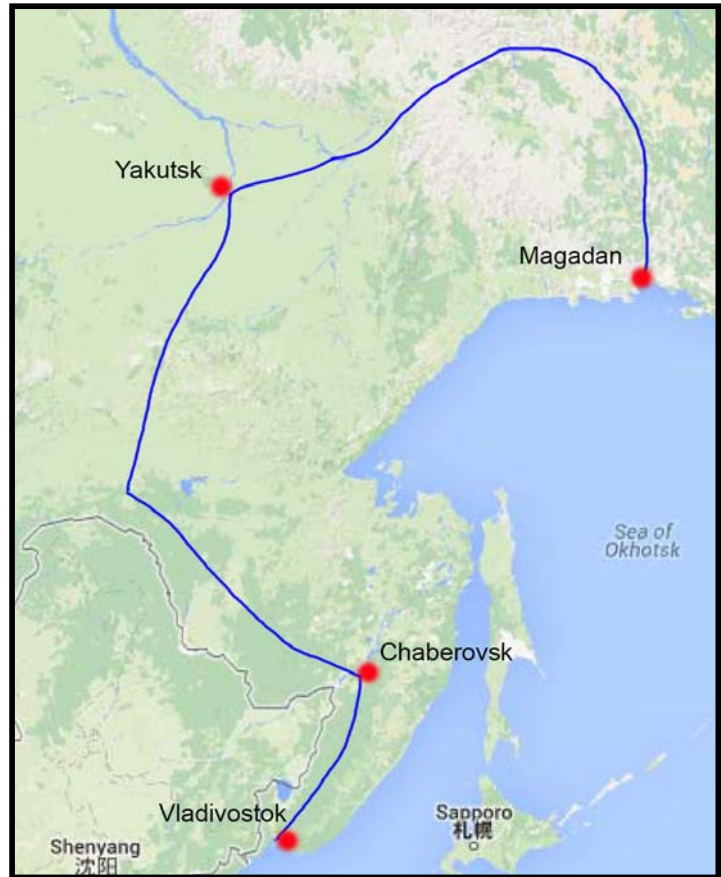 Yakutsk
Magadan
Sea of
Okhotsk
Chaberovsk
Vladivostok
Sapporo
札幌
Shenyang
沈阳